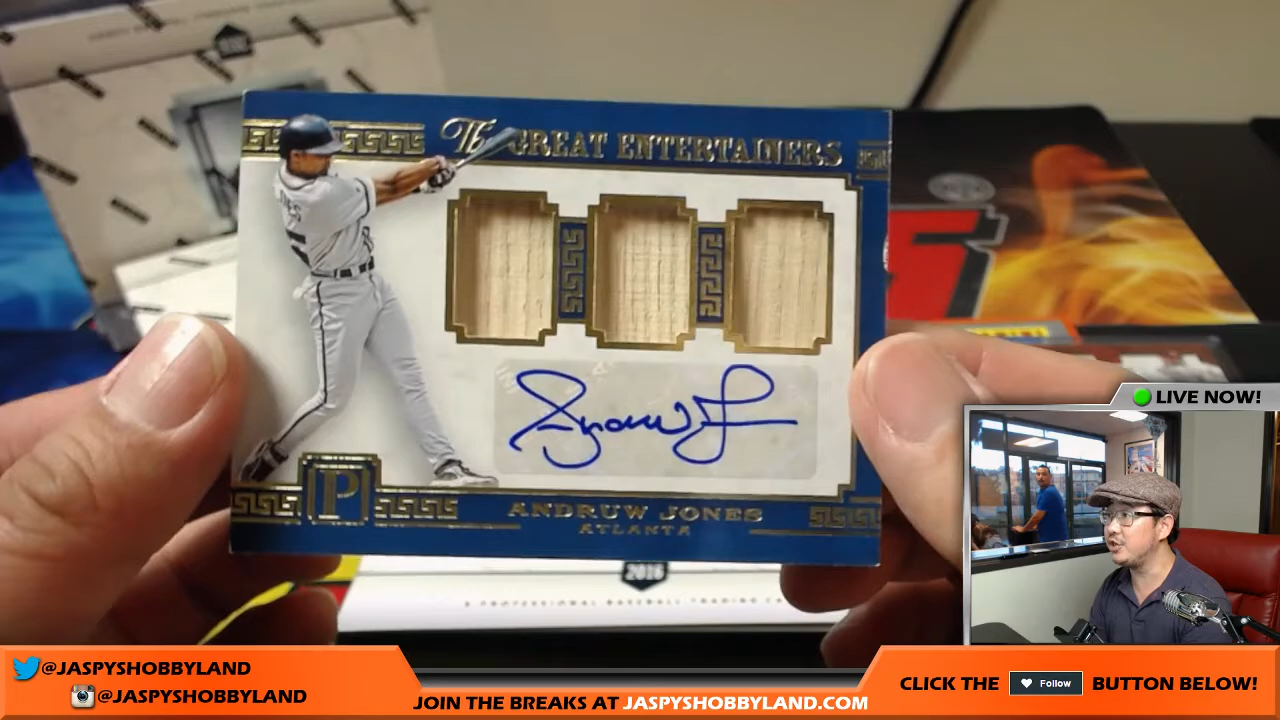 The GREAT ENTERTAINERS
P
ANDRUW JONES
ATLANTA
2016
LIVE NOW!
@JASPYSHOBBYLAND
@JASPYSHOBBYLAND
JOIN THE BREAKS AT JASPYSHOBBYLAND.COM
CLICK THE Follow BUTTON BELOW!